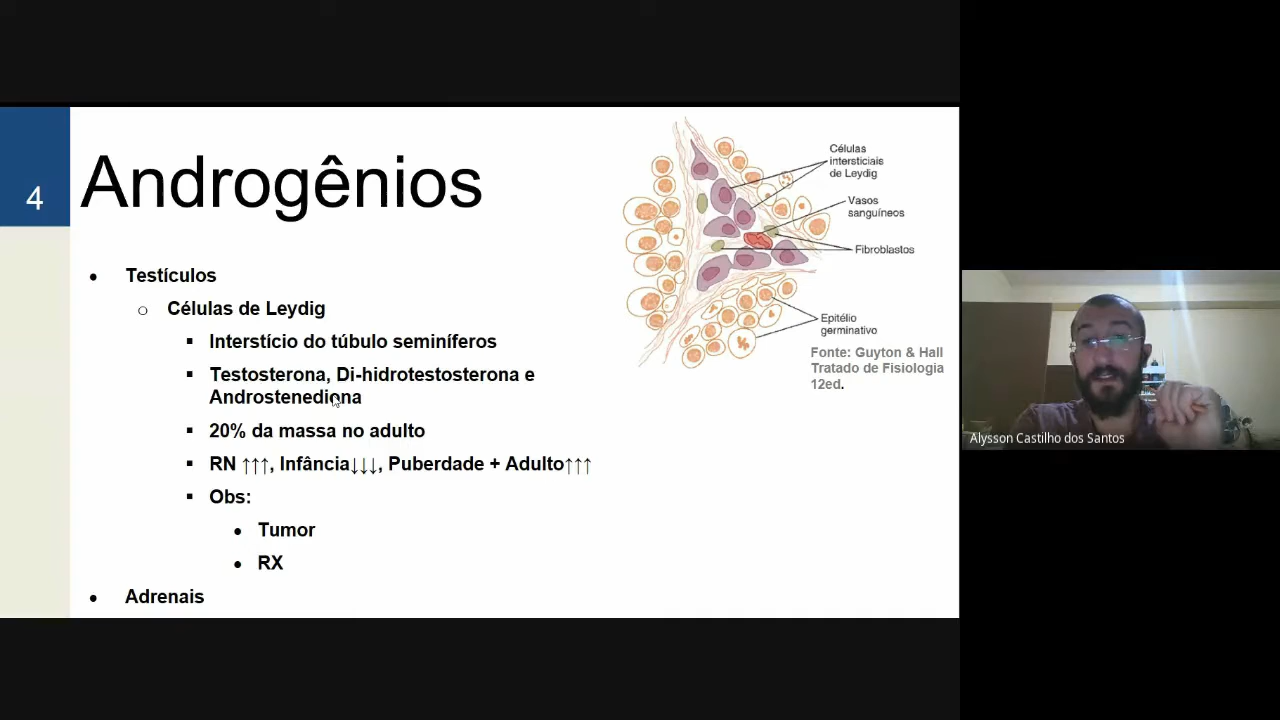 4
Androgênios
• Testículos
○ Células de Leydig
▪ Interstício do túbulo seminíferos
▪ Testosterona, Di-hidrotestosterona e
Androstenediona
▪ 20% da massa no adulto
▪ RN ↑↑↑, Infância↓↓↓, Puberdade + Adulto↑↑↑
▪ Obs:
• Tumor
• RX
• Adrenais
Células
intersticiais
de Leydig
Vasos
sanguíneos
Fibroblastos
Epitélio
germinativo
Fonte: Guyton & Hall
Tratado de Fisiologia
12ed.
Alysson Castilho dos Santos